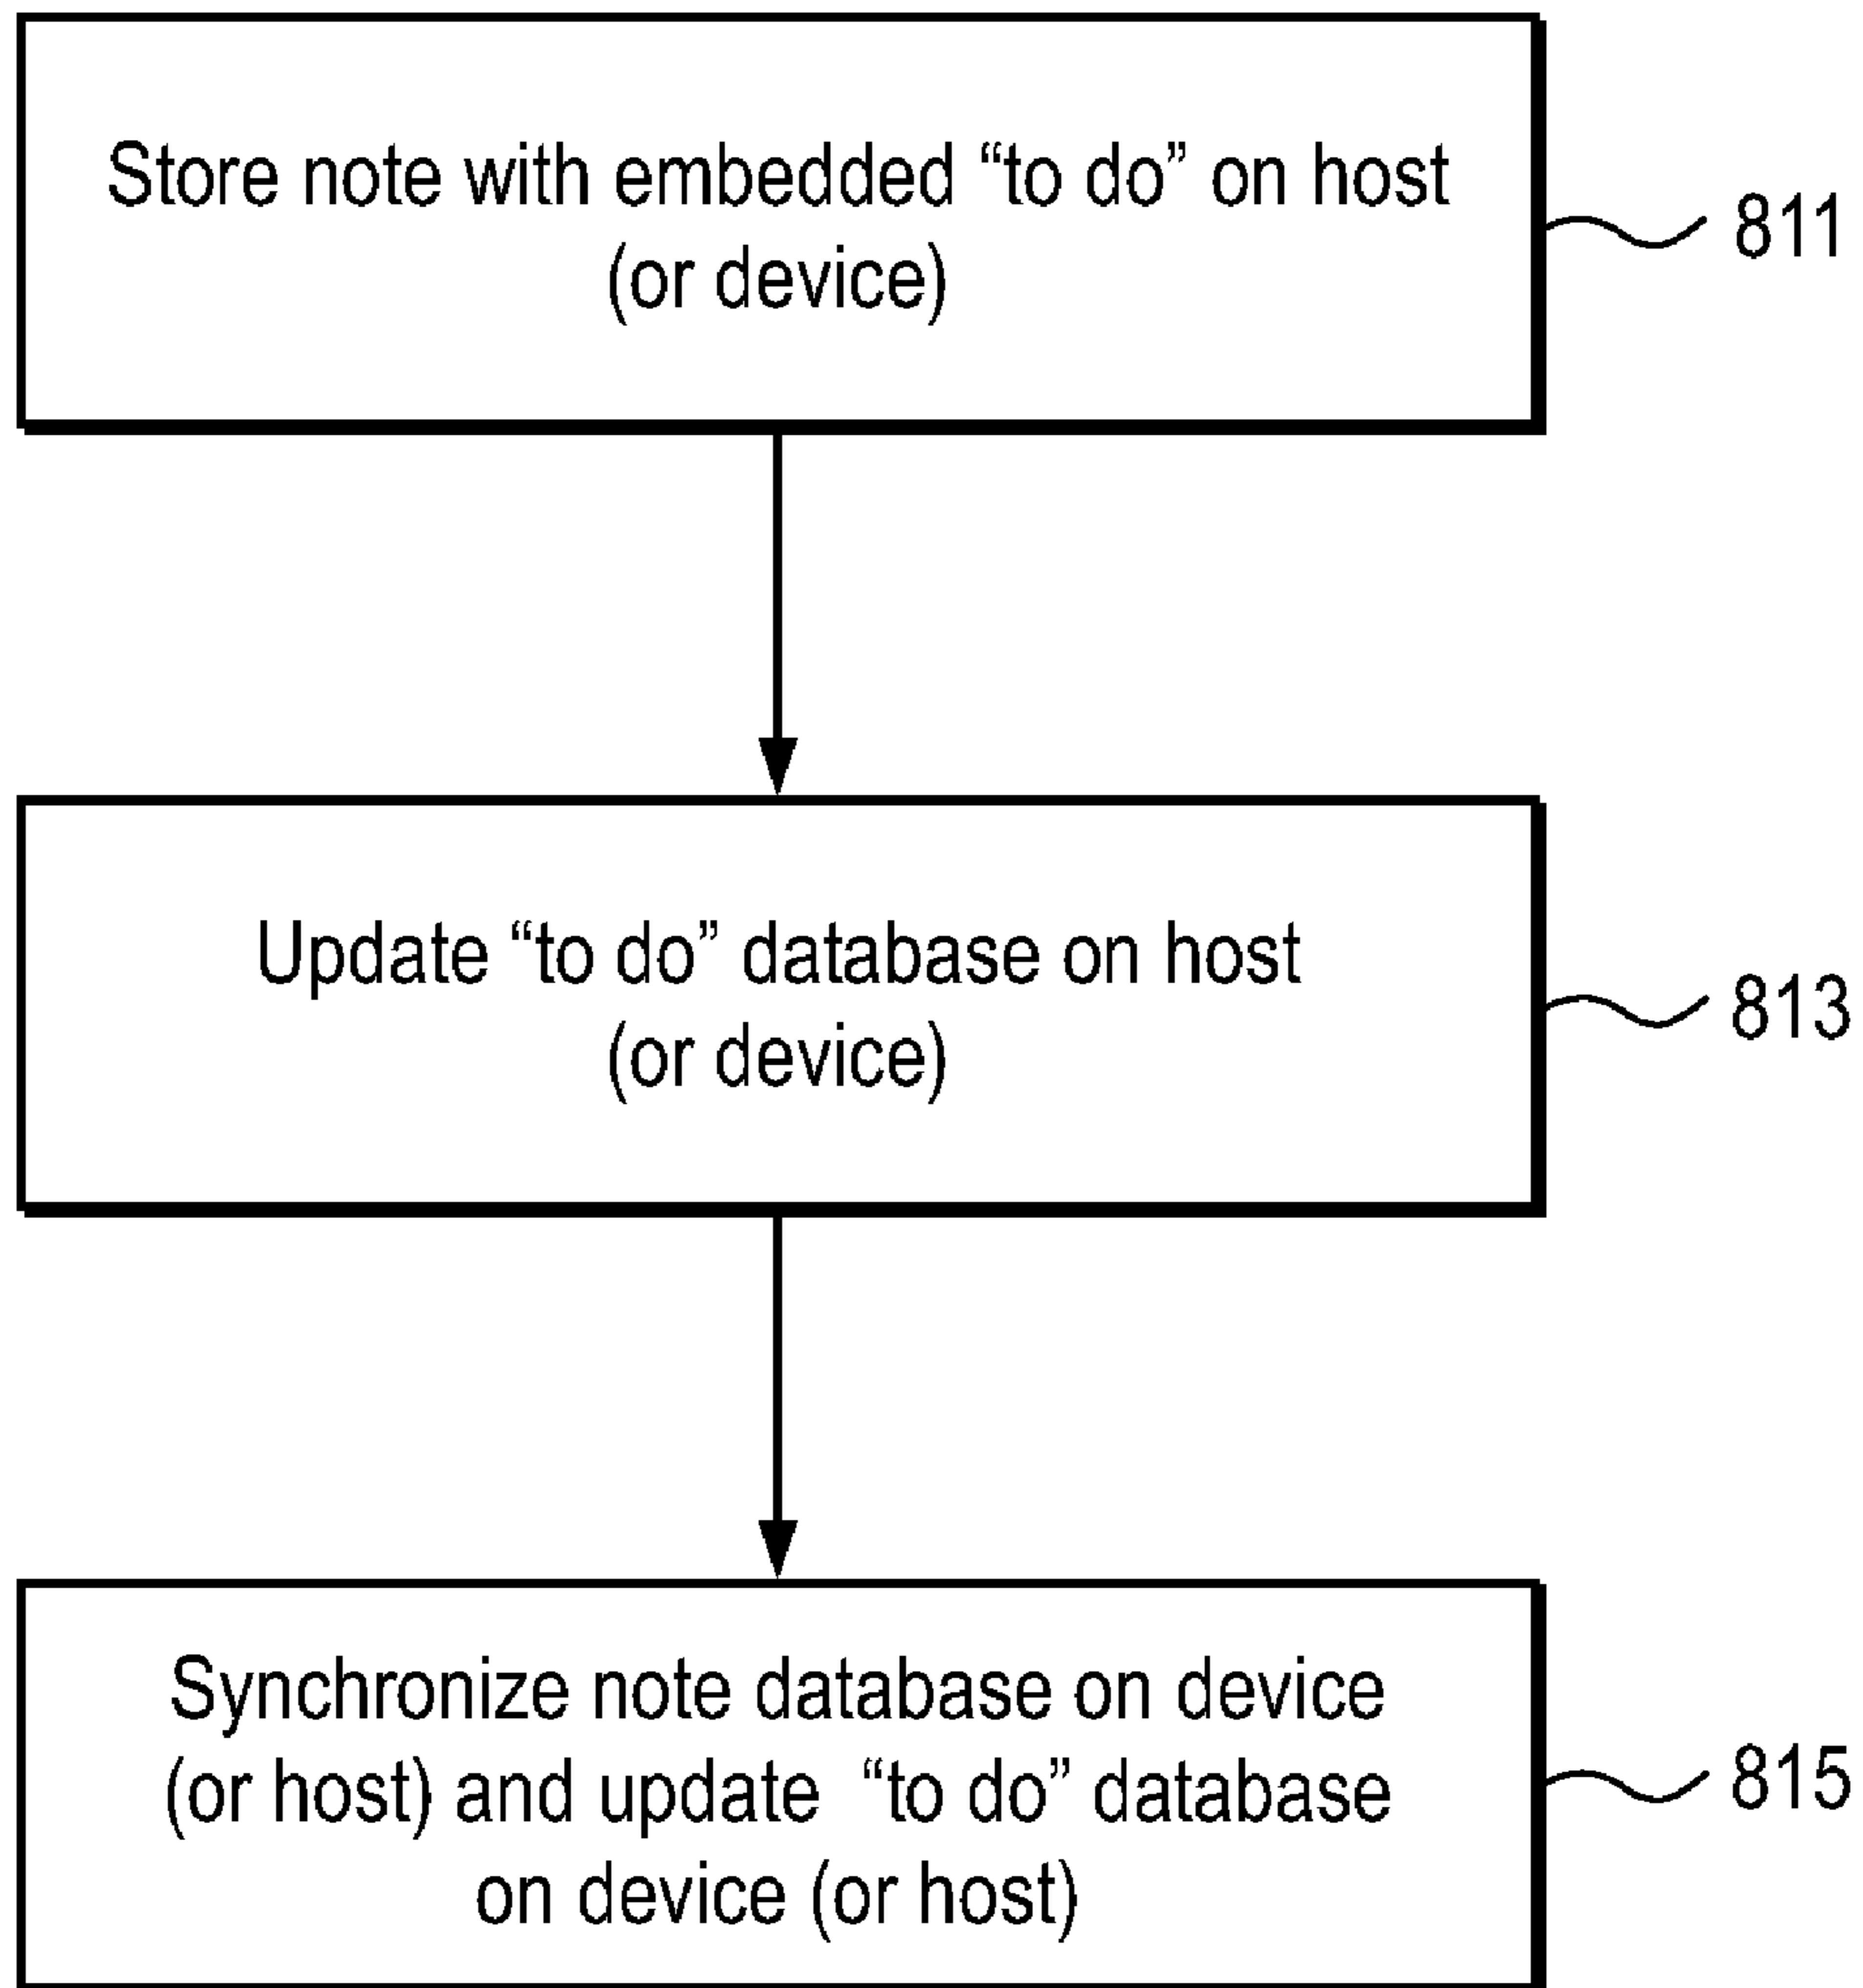 Store note with embedded “to do” on host
(or device)
811
Update “to do” database on host
(or device)
813
Synchronize note database on device
(or host) and update “to do” database
on device (or host)
815